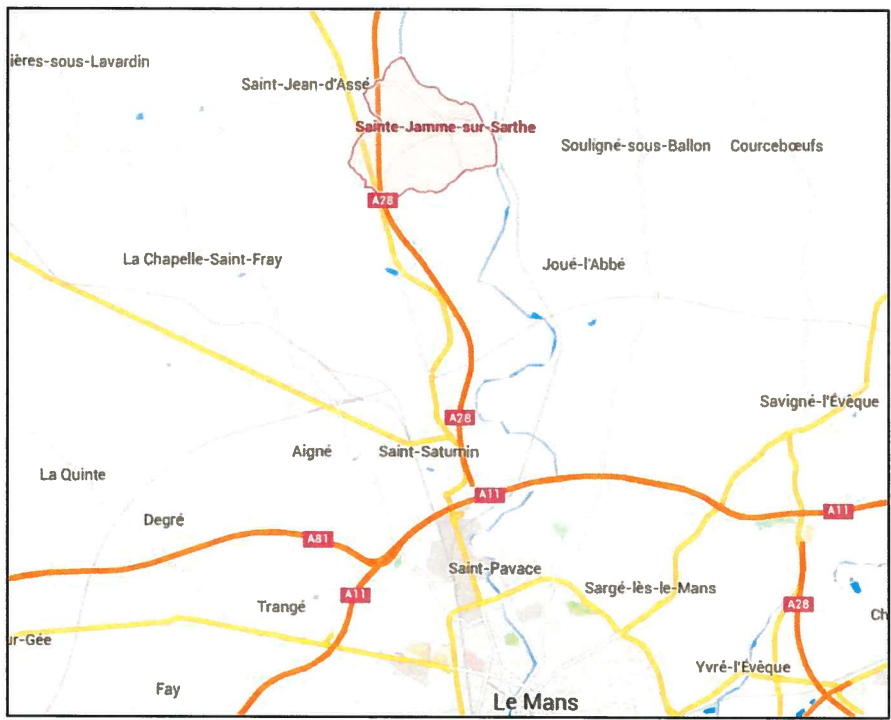 ières-sous-Lavardin
Saint-Jean-d'Assé
Sainte-Jamme-sur-Sarthe
Souligné-sous-Ballon
Courcebœufs
A28
La Chapelle-Saint-Fray
Joué-l'Abbé
Savigné-l'Évêque
A28
Aigné
Saint-Saturnin
La Quinte
A11
A11
Degré
A81
Saint-Pavace
Sargé-lès-le-Mans
A11
A28
Trangé
Ch
ur-Gée
Yvré-l'Évêque
Fay
Le Mans